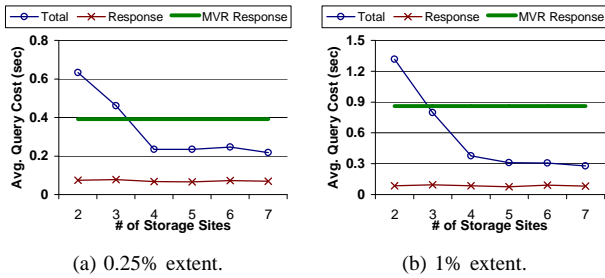 Total Response MVR Response
0.8
0.6
0.4
0.2
0
Avg. Query Cost (sec)
2 3 4 5 6 7
# of Storage Sites
(a) 0.25% extent.
Total Response MVR Response
1.5
1.2
0.9
0.6
0.3
0
Avg. Query Cost (sec)
2 3 4 5 6 7
# of Storage Sites
(b) 1% extent.